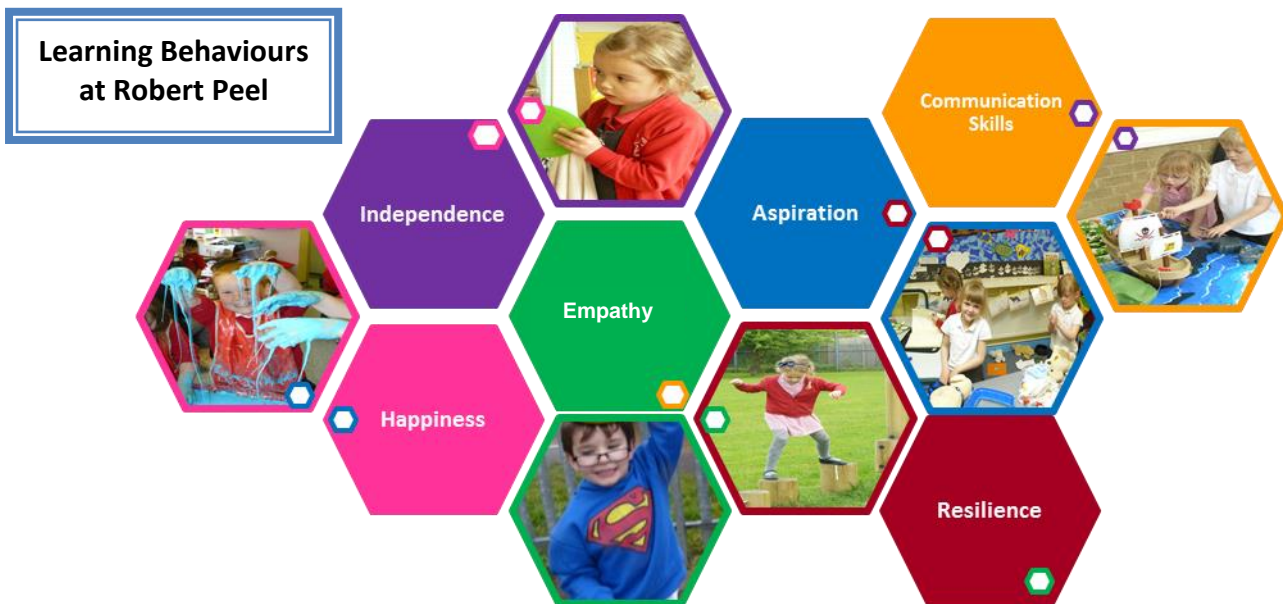 Learning Behaviours
at Robert Peel
Communication
Skills
Independence
Aspiration
Empathy
Happiness
Resilience